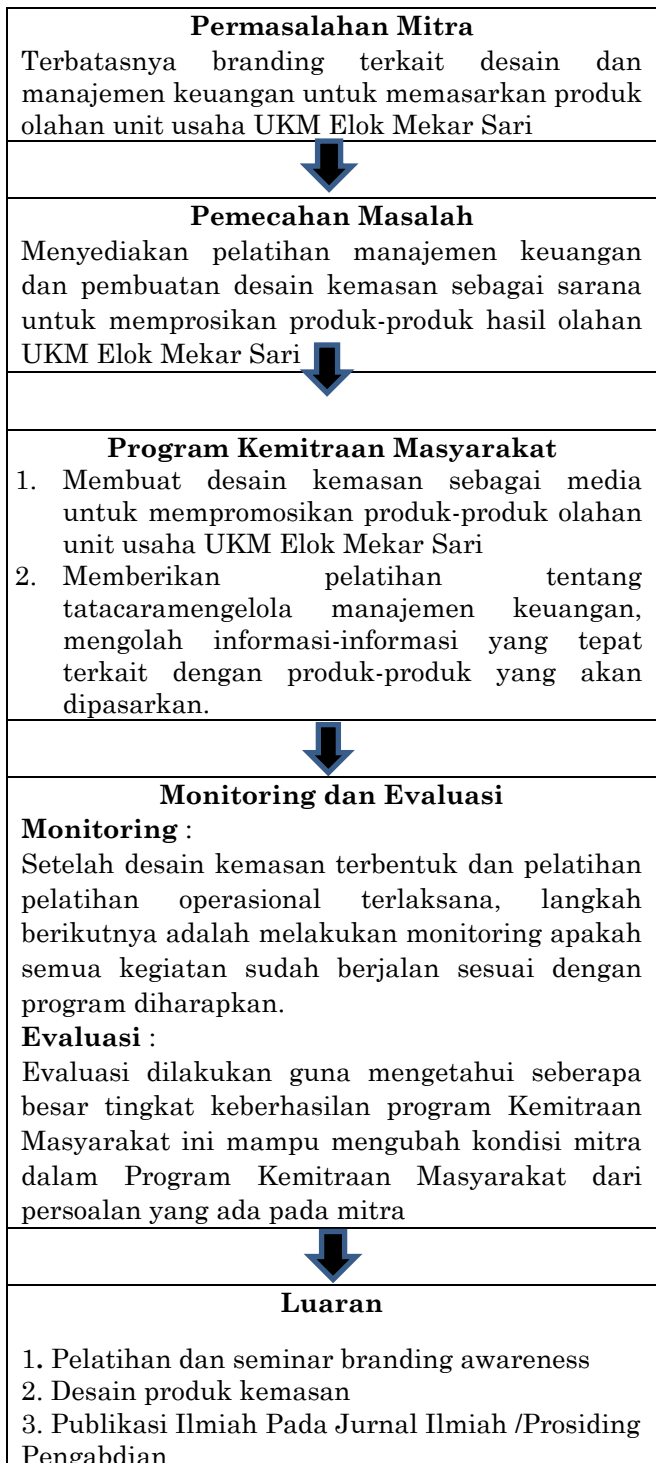 Permasalahan Mitra
Terbatasnya branding terkait desain dan
manajemen keuangan untuk memasarkan produk
olahan unit usaha UKM Elok Mekar Sari
Pemecahan Masalah
Menyediakan pelatihan manajemen keuangan
dan pembuatan desain kemasan sebagai sarana
untuk memprosikan produk-produk hasil olahan
UKM Elok Mekar Sari
Program Kemitraan Masyarakat
1. Membuat desain kemasan sebagai media
untuk mempromosikan produk-produk olahan
unit usaha UKM Elok Mekar Sari
2. Memberikan pelatihan tentang
tatacaramengelola manajemen keuangan,
mengolah informasi-informasi yang tepat
terkait dengan produk-produk yang akan
dipasarkan.
Monitoring dan Evaluasi
Monitoring :
Setelah desain kemasan terbentuk dan pelatihan
pelatihan operasional terlaksana, langkah
berikutnya adalah melakukan monitoring apakah
semua kegiatan sudah berjalan sesuai dengan
program diharapkan.
Evaluasi :
Evaluasi dilakukan guna mengetahui seberapa
besar tingkat keberhasilan program Kemitraan
Masyarakat ini mampu mengubah kondisi mitra
dalam Program Kemitraan Masyarakat dari
persoalan yang ada pada mitra
Luaran
1. Pelatihan dan seminar branding awareness
2. Desain produk kemasan
3. Publikasi Ilmiah Pada Jurnal Ilmiah /Prosiding
Pengabdian